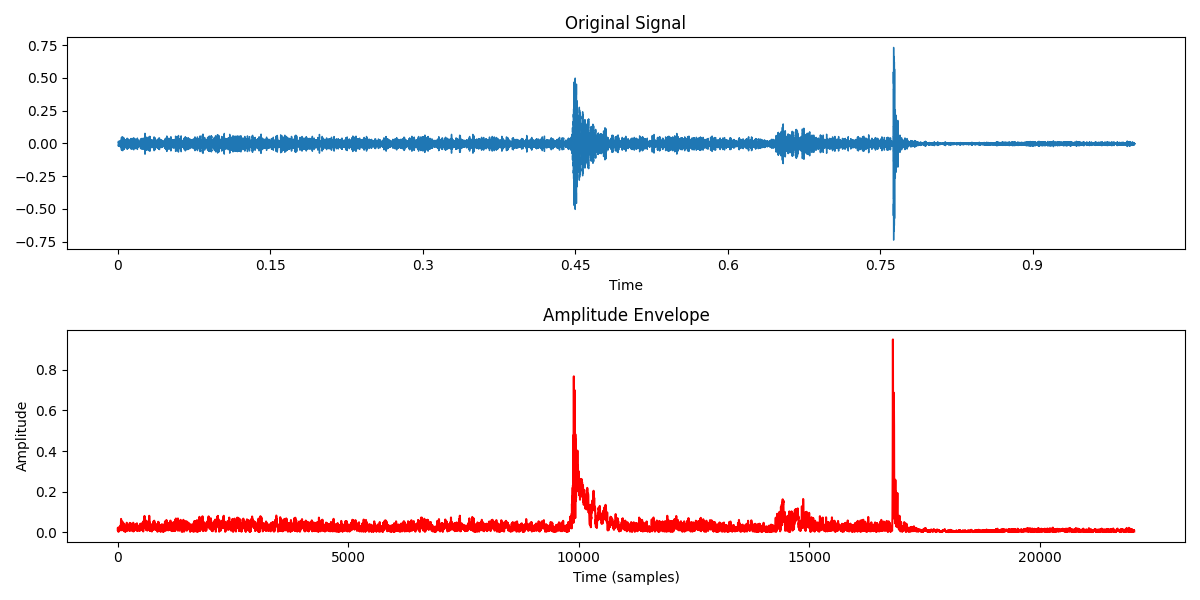 Original Signal
0.75
0.50
0.25
0.00
−0.25
−0.50
−0.75
0 0.15 0.3 0.45 0.6 0.75 0.9
Time
Amplitude Envelope
Amplitude
0.8
0.6
0.4
0.2
0.0
0 5000 10000 15000 20000
Time (samples)